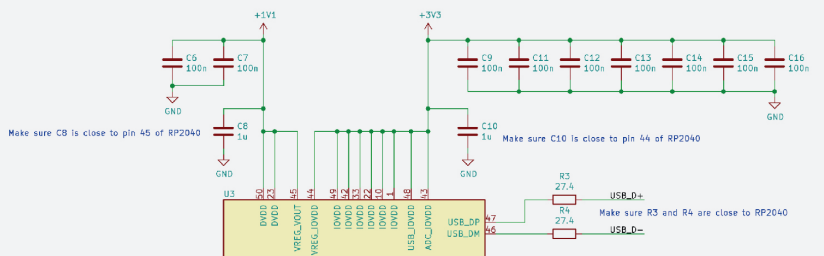 +1V1
+3V3
C6
100n
C7
100n
C9
100n
C11
100n
C12
100n
C13
100n
C14
100n
C15
100n
C16
100n
GND
GND
C8
1u
Make sure C8 is close to pin 45 of RP2040
C10
1u
Make sure C10 is close to pin 44 of RP2040
GND
GND
U3
50
23
45
44
49
42
33
22
10
1
48
43
DVDD
DVDD
VREG_VOUT
VREG_IOVDD
IOVDD
IOVDD
IOVDD
IOVDD
IOVDD
IOVDD
USB_IOVDD
ADC_IOVDD
USB_DP
47
USB_DM
46
R3
27.4
USB_D+
R4
27.4
USB_D-
Make sure R3 and R4 are close to RP2040